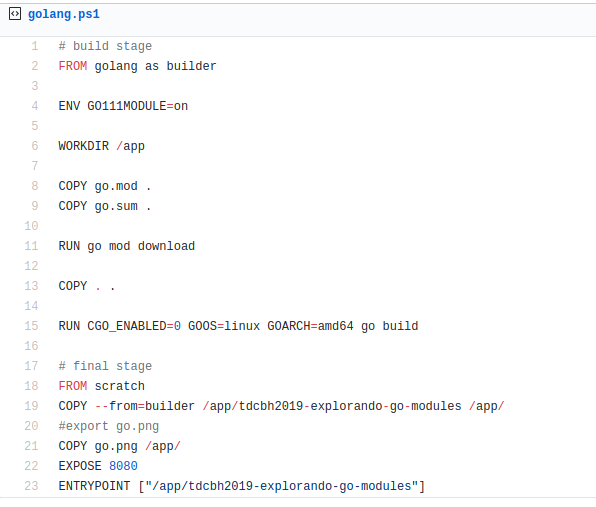 golang.ps1
1 # build stage
2 FROM golang as builder
3
4 ENV GO111MODULE=on
5
6 WORKDIR /app
7
8 COPY go.mod .
9 COPY go.sum .
10
11 RUN go mod download
12
13 COPY . .
14
15 RUN CGO_ENABLED=0 GOOS=linux GOARCH=amd64 go build
16
17 # final stage
18 FROM scratch
19 COPY --from=builder /app/tdcbh2019-explorando-go-modules /app/
20 #export go.png
21 COPY go.png /app/
22 EXPOSE 8080
23 ENTRYPOINT ["/app/tdcbh2019-explorando-go-modules"]